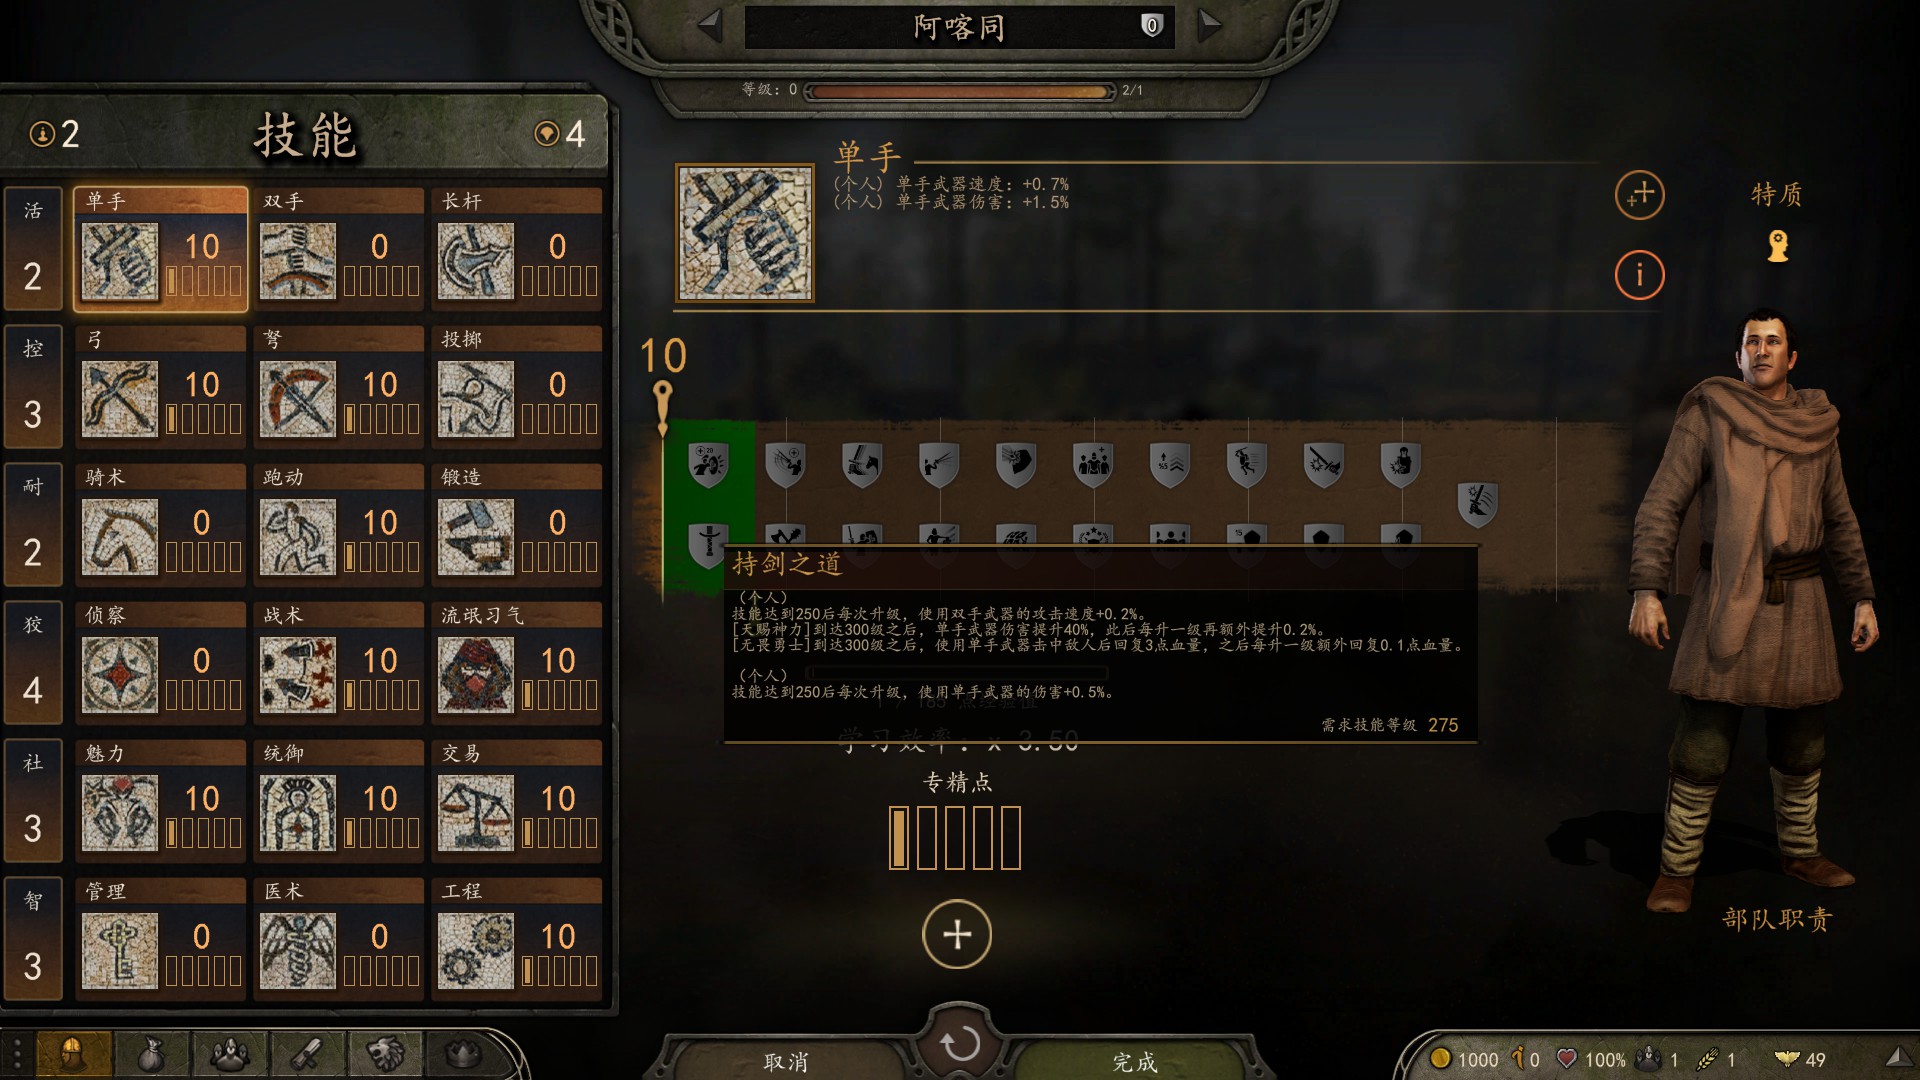 阿喀同
0
等级：0
2/1
2
技能
4
活
2
单手
10
双手
0
长杆
0
控
3
弓
10
弩
10
投掷
0
耐
2
骑术
0
跑动
10
锻造
0
狡
4
侦察
0
战术
10
流氓习气
10
社
3
魅力
10
统御
10
交易
10
智
3
管理
0
医术
0
工程
10
单手
(个人) 单手武器速度：+0.7%
(个人) 单手武器伤害：+1.5%
10
持剑之道
(个人)
技能达到250后每次升级，使用双手武器的攻击速度+0.2%。
[天赐神力]到达300级之后，单手武器伤害提升40%，此后每升一级再额外提升0.2%。
[无畏勇士]到达300级之后，使用单手武器击中敌人后回复3点血量，之后每升一级额外回复0.1点血量。
(个人)
技能达到250后每次升级，使用单手武器的伤害+0.5%。
需求技能等级 275
学习效率：x 3.50
专精点
特质
部队职责
取消
完成
1000
0
100%
1
1
49